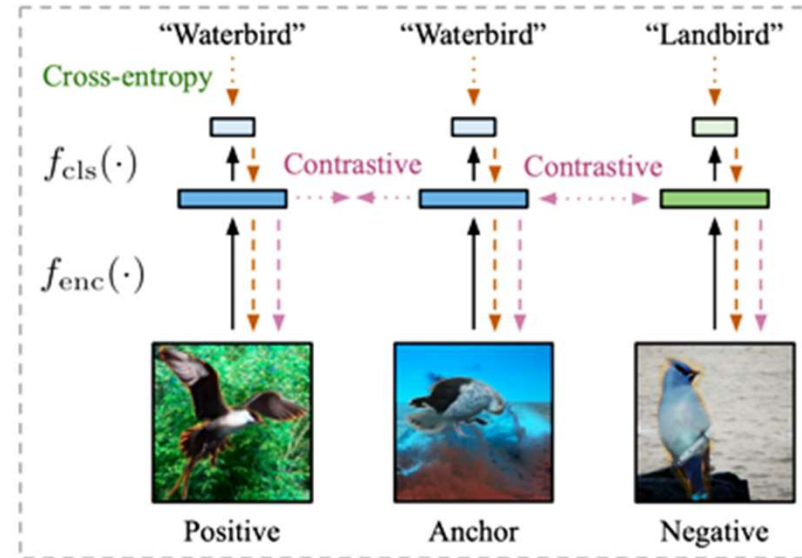 “Waterbird” “Waterbird” “Landbird”
Cross-entropy
f_cls(·)
Contrastive Contrastive
f_enc(·)
Positive Anchor Negative